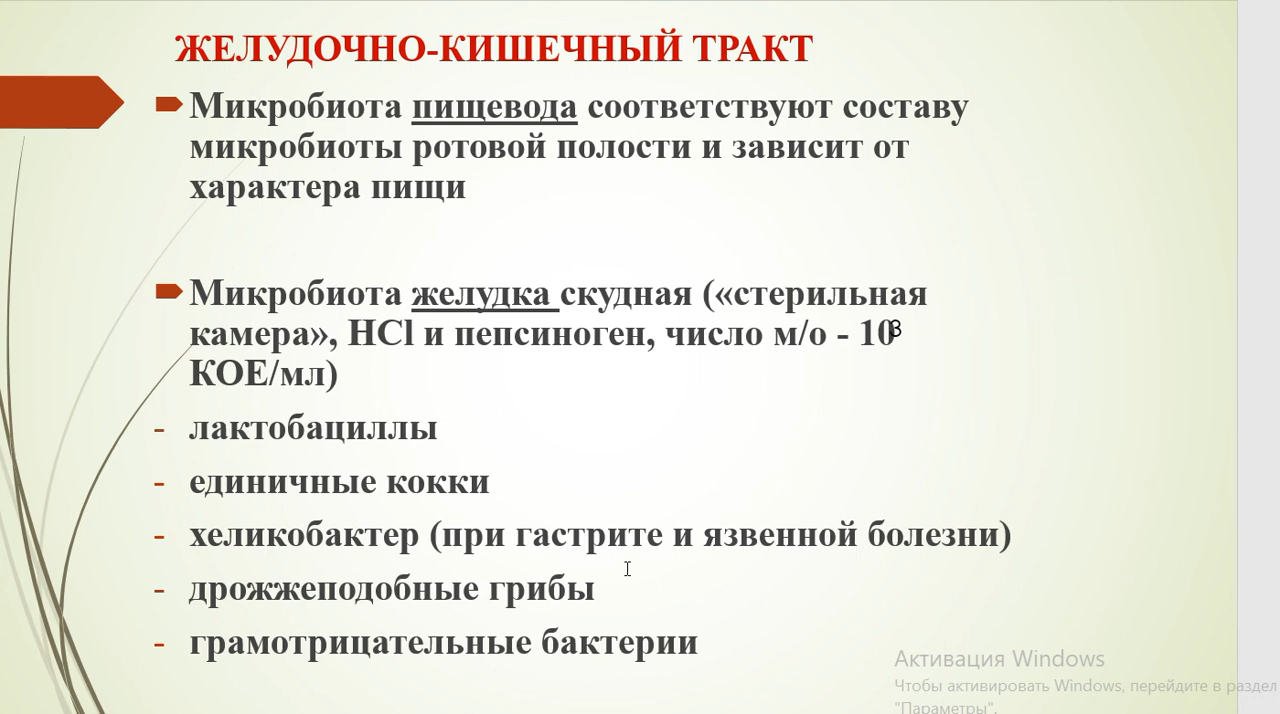 ЖЕЛУДОЧНО-КИШЕЧНЫЙ ТРАКТ
Микробиота пищевода соответствуют составу
микробиоты ротовой полости и зависит от
характера пищи
Микробиота желудка скудная («стерильная
камера», HCl и пепсиноген, число м/о - 10³
КОЕ/мл)
- лактобациллы
- единичные кокки
- хеликобактер (при гастрите и язвенной болезни)
- дрожжеподобные грибы
- грамотрицательные бактерии
Активация Windows
Чтобы активировать Windows, перейдите в раздел
"Параметры".